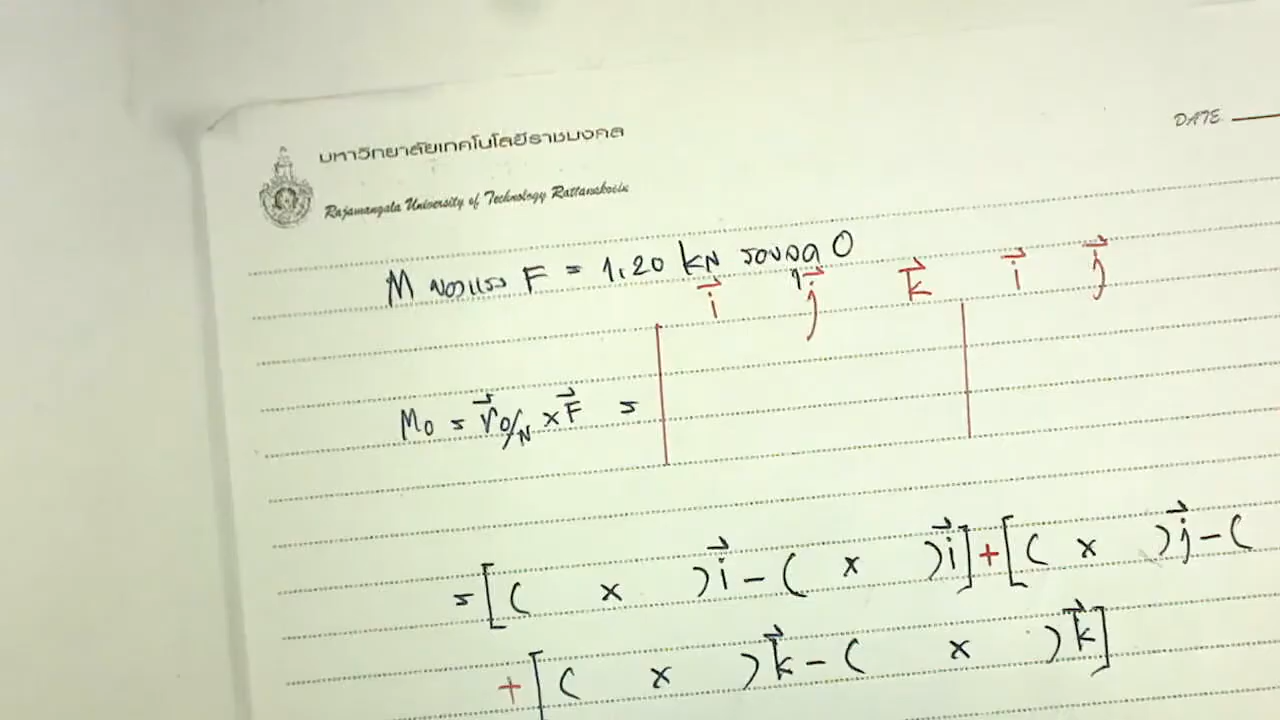 มหาวิทยาลัยเทคโนโลยีราชมงคล
DATE
Rajamangala University of Technology Rattanakosin
M ของแรง F = 1.20 kN รอบจุด O
i⃗ j⃗ k⃗ i⃗ j⃗
M₀ = r⃗o/N × F⃗ =
= [( × )i⃗ - ( × )i⃗] + [( × )j⃗ - (
+ [( × )k⃗ - ( × )k⃗]